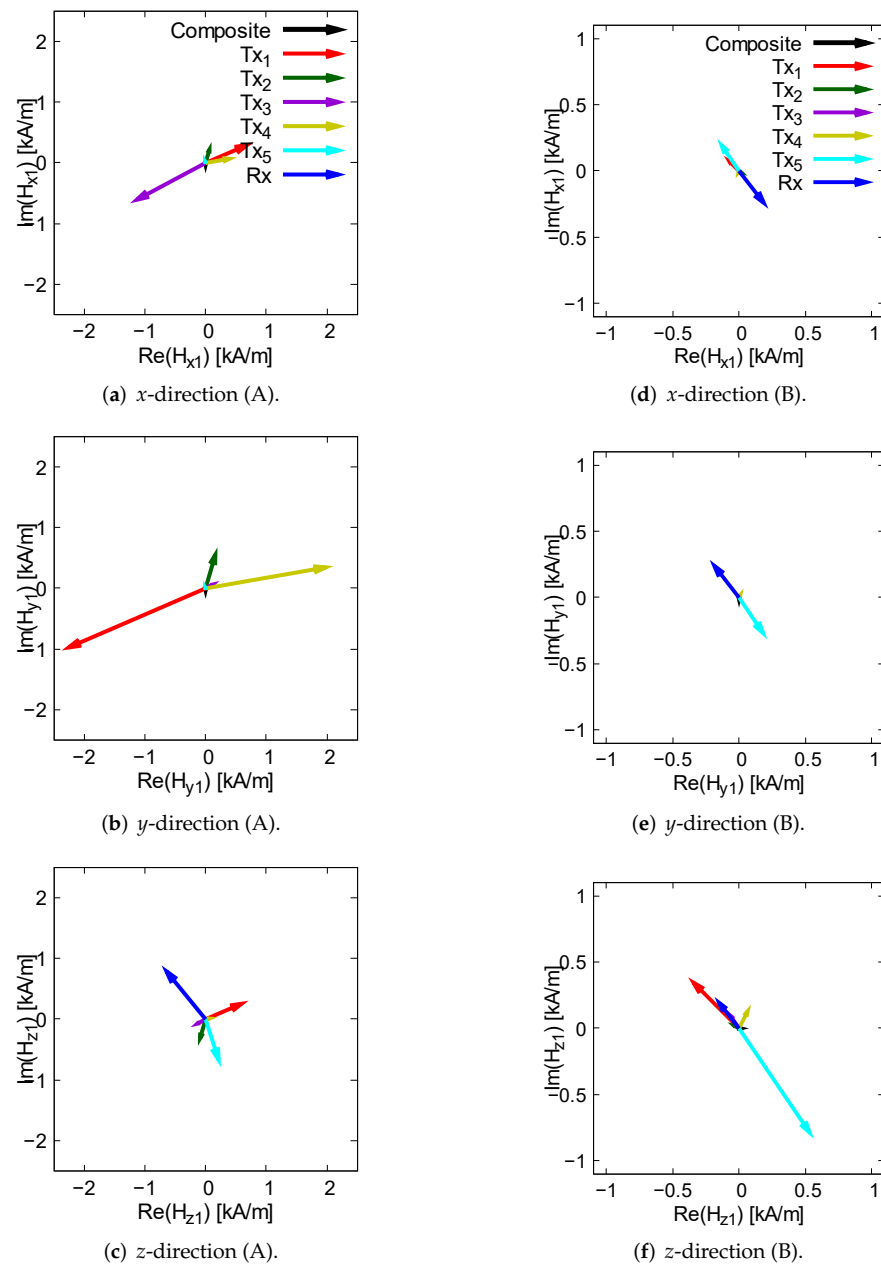 Composite
Tx1
Tx2
Tx3
Tx4
Tx5
Rx
2
1
0
−1
−2
Im(Hx1) [kA/m]
−2 −1 0 1 2
Re(Hx1) [kA/m]
(a) x-direction (A).
Composite
Tx1
Tx2
Tx3
Tx4
Tx5
Rx
1
0.5
0
−0.5
−1
Im(Hx1) [kA/m]
−1 −0.5 0 0.5 1
Re(Hx1) [kA/m]
(d) x-direction (B).
2
1
0
−1
−2
Im(Hy1) [kA/m]
−2 −1 0 1 2
Re(Hy1) [kA/m]
(b) y-direction (A).
1
0.5
0
−0.5
−1
Im(Hy1) [kA/m]
−1 −0.5 0 0.5 1
Re(Hy1) [kA/m]
(e) y-direction (B).
2
1
0
−1
−2
Im(Hz1) [kA/m]
−2 −1 0 1 2
Re(Hz1) [kA/m]
(c) z-direction (A).
1
0.5
0
−0.5
−1
Im(Hz1) [kA/m]
−1 −0.5 0 0.5 1
Re(Hz1) [kA/m]
(f) z-direction (B).